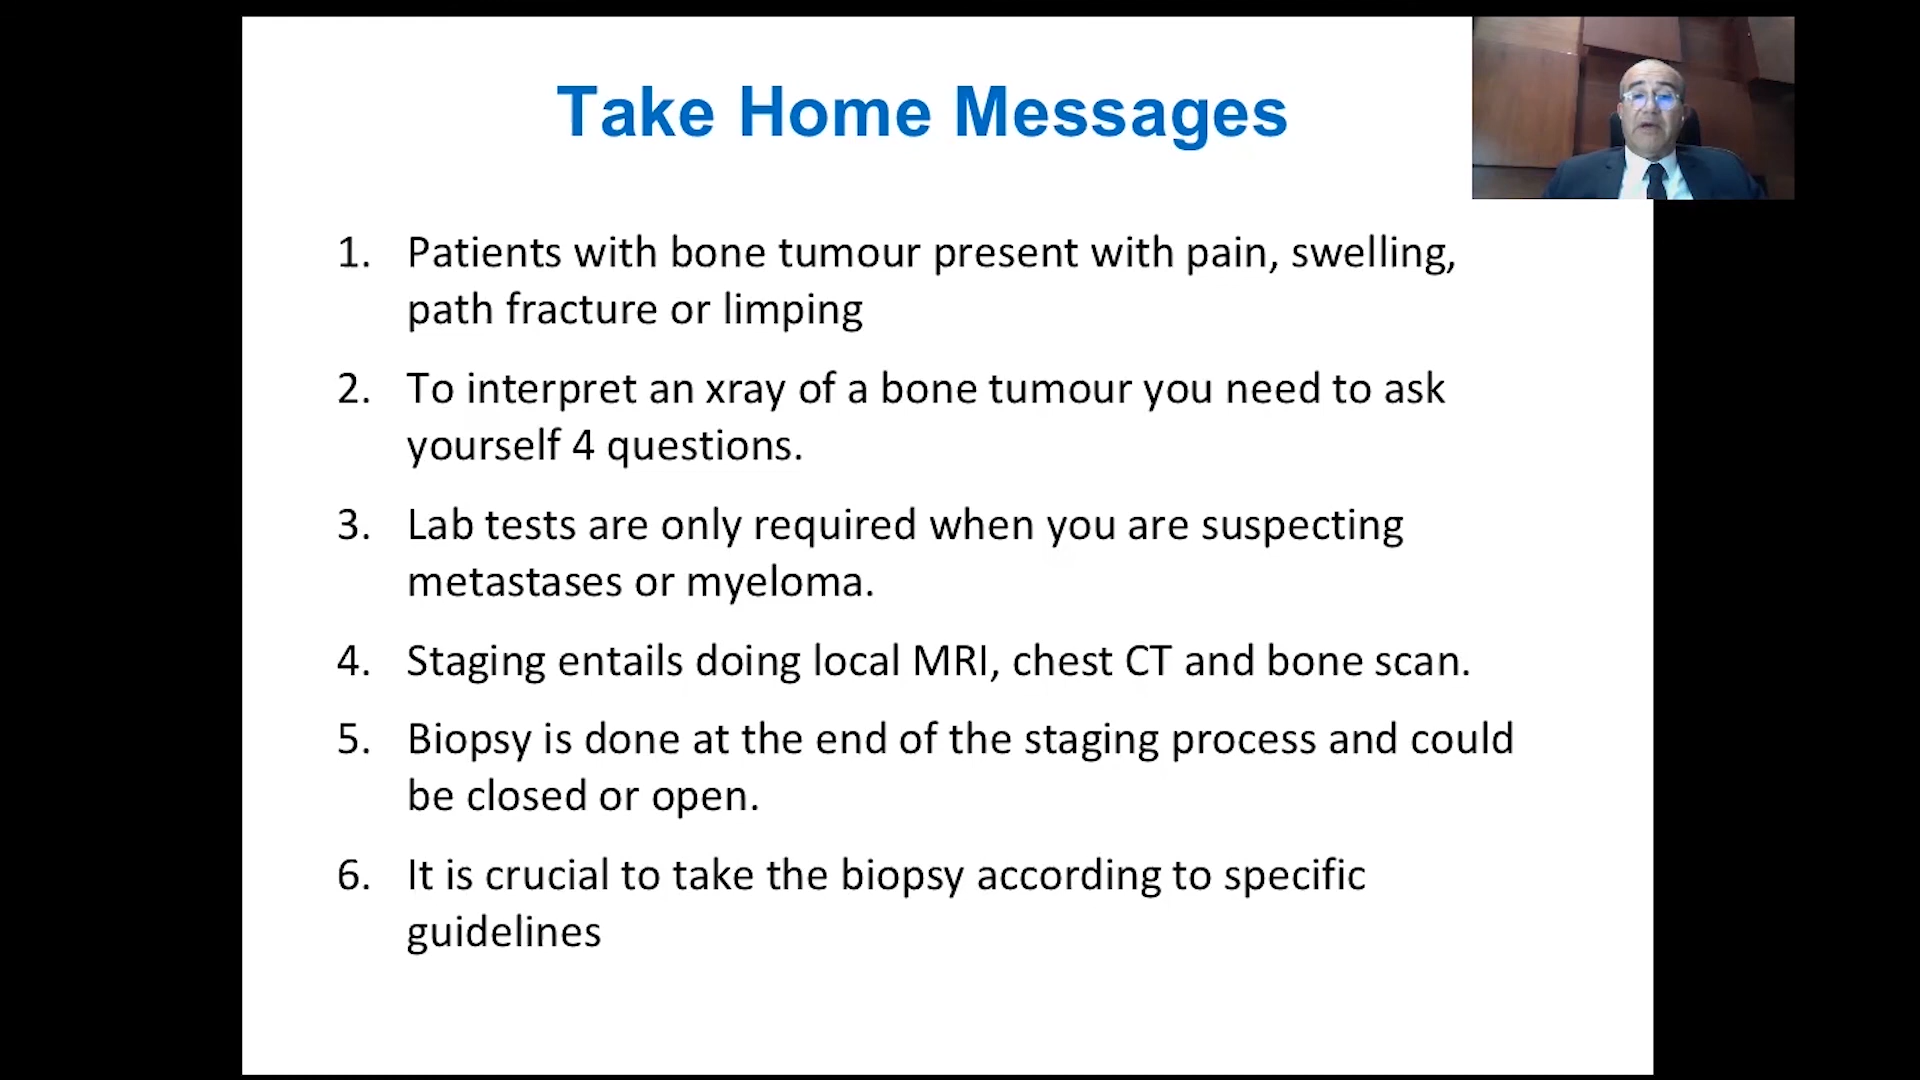 Take Home Messages
1. Patients with bone tumour present with pain, swelling,
path fracture or limping
2. To interpret an xray of a bone tumour you need to ask
yourself 4 questions.
3. Lab tests are only required when you are suspecting
metastases or myeloma.
4. Staging entails doing local MRI, chest CT and bone scan.
5. Biopsy is done at the end of the staging process and could
be closed or open.
6. It is crucial to take the biopsy according to specific
guidelines